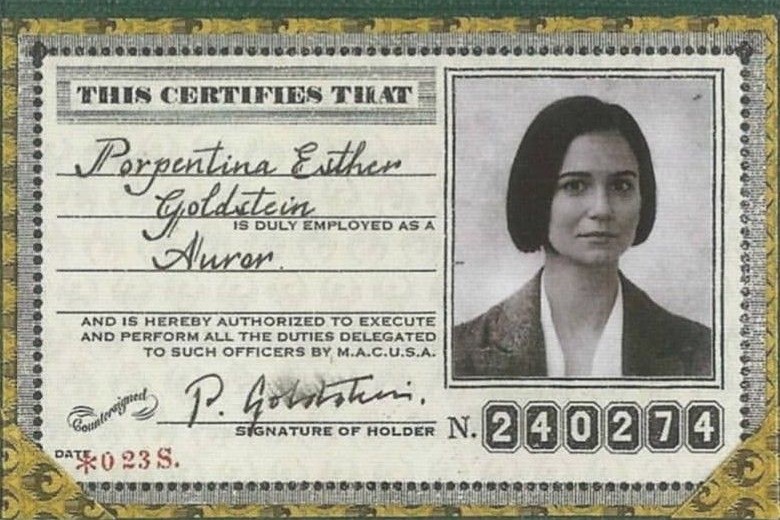 THIS CERTIFIES THAT
Porpentina Esther
Goldstein
IS DULY EMPLOYED AS A
Auror.
AND IS HEREBY AUTHORIZED TO EXECUTE
AND PERFORM ALL THE DUTIES DELEGATED
TO SUCH OFFICERS BY M.A.C.U.S.A.
Countersigned P. Goldstein.
SIGNATURE OF HOLDER N. 240274
DATE *023S.